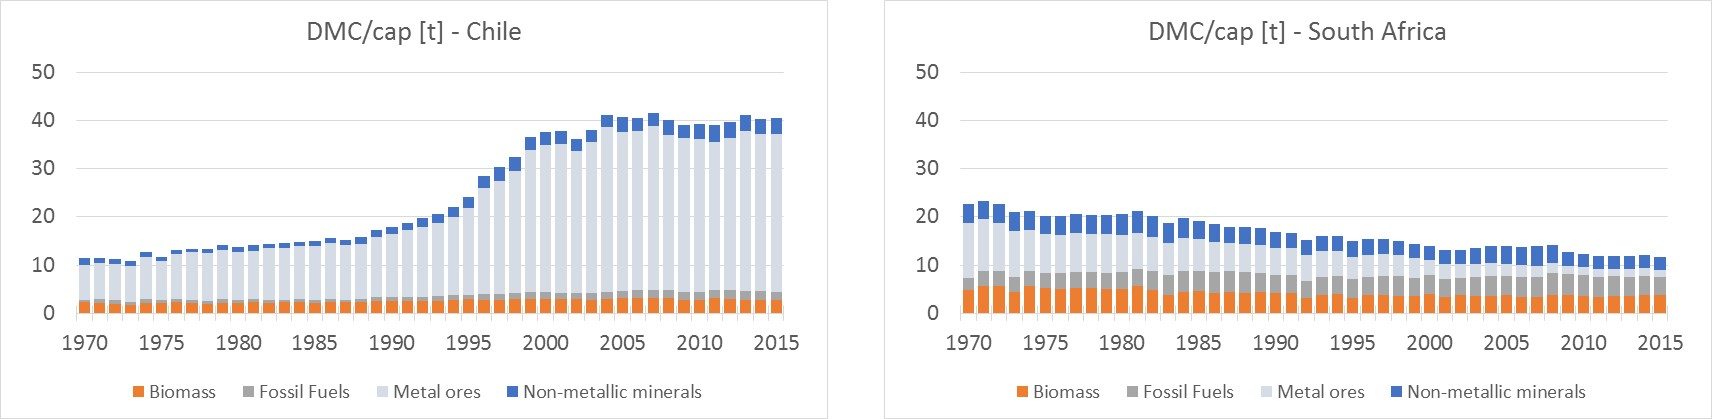 DMC/cap [t] - Chile
50
40
30
20
10
0
1970 1975 1980 1985 1990 1995 2000 2005 2010 2015
Biomass Fossil Fuels Metal ores Non-metallic minerals
DMC/cap [t] - South Africa
50
40
30
20
10
0
1970 1975 1980 1985 1990 1995 2000 2005 2010 2015
Biomass Fossil Fuels Metal ores Non-metallic minerals